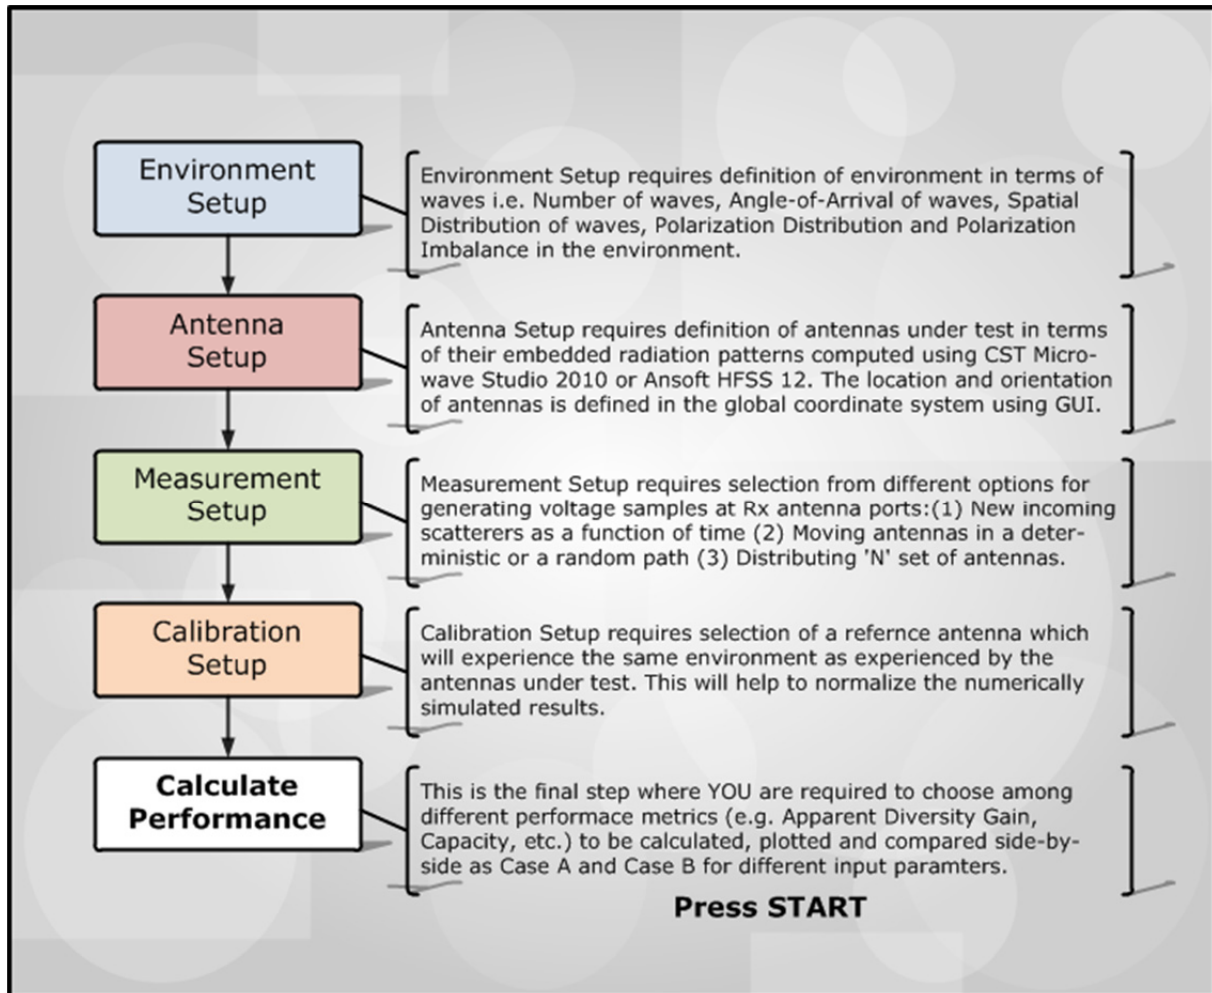 Environment
Setup
Environment Setup requires definition of environment in terms of
waves i.e. Number of waves, Angle-of-Arrival of waves, Spatial
Distribution of waves, Polarization Distribution and Polarization
Imbalance in the environment.
Antenna
Setup
Antenna Setup requires definition of antennas under test in terms
of their embedded radiation patterns computed using CST Micro-
wave Studio 2010 or Ansoft HFSS 12. The location and orientation
of antennas is defined in the global coordinate system using GUI.
Measurement
Setup
Measurement Setup requires selection from different options for
generating voltage samples at Rx antenna ports:(1) New incoming
scatterers as a function of time (2) Moving antennas in a deter-
ministic or a random path (3) Distributing 'N' set of antennas.
Calibration
Setup
Calibration Setup requires selection of a refernce antenna which
will experience the same environment as experienced by the
antennas under test. This will help to normalize the numerically
simulated results.
Calculate
Performance
This is the final step where YOU are required to choose among
different performace metrics (e.g. Apparent Diversity Gain,
Capacity, etc.) to be calculated, plotted and compared side-by-
side as Case A and Case B for different input paramters.
Press START